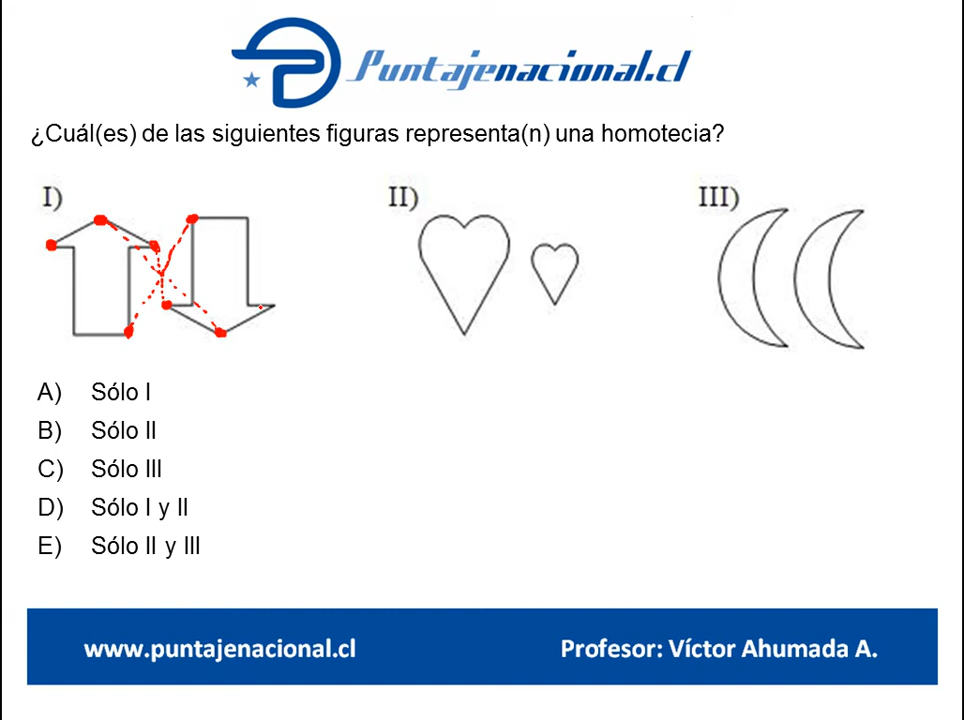 Puntajenacional.cl
¿Cuál(es) de las siguientes figuras representa(n) una homotecia?
I) II) III)
A) Sólo I
B) Sólo II
C) Sólo III
D) Sólo I y II
E) Sólo II y III
www.puntajenacional.cl Profesor: Víctor Ahumada A.